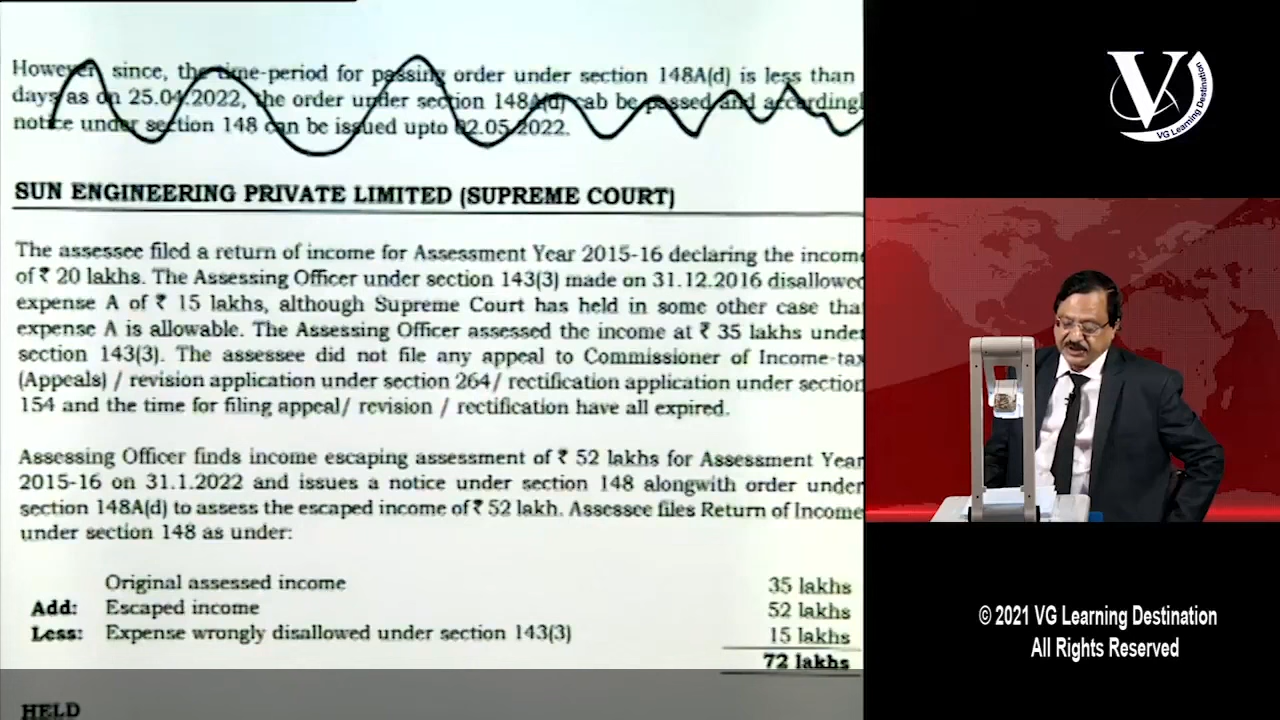 However, since, the time-period for passing order under section 148A(d) is less than
days as on 25.04.2022, the order under section 148A(d) cab be passed and accordingl
notice under section 148 can be issued upto 02.05.2022.
SUN ENGINEERING PRIVATE LIMITED (SUPREME COURT)
The assessee filed a return of income for Assessment Year 2015-16 declaring the income
of ₹ 20 lakhs. The Assessing Officer under section 143(3) made on 31.12.2016 disallowed
expense A of ₹ 15 lakhs, although Supreme Court has held in some other case tha
expense A is allowable. The Assessing Officer assessed the income at ₹ 35 lakhs unde
section 143(3). The assessee did not file any appeal to Commissioner of Income-tax
(Appeals) / revision application under section 264/ rectification application under section
154 and the time for filing appeal/ revision / rectification have all expired.
Assessing Officer finds income escaping assessment of ₹ 52 lakhs for Assessment Year
2015-16 on 31.1.2022 and issues a notice under section 148 alongwith order under
section 148A(d) to assess the escaped income of ₹ 52 lakh. Assessee files Return of Income
under section 148 as under:
Original assessed income 35 lakhs
Add: Escaped income 52 lakhs
Less: Expense wrongly disallowed under section 143(3) 15 lakhs
72 lakhs
HELD
V
VG Learning Destination
© 2021 VG Learning Destination
All Rights Reserved